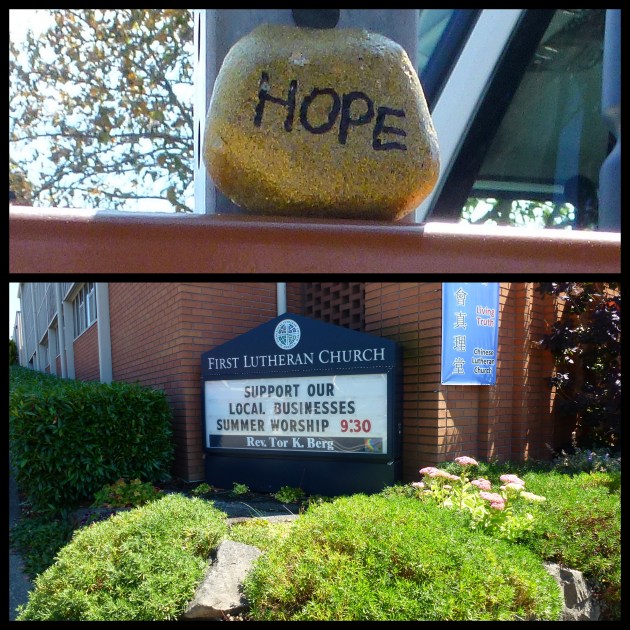 HOPE
FIRST LUTHERAN CHURCH
SUPPORT OUR
LOCAL BUSINESSES
SUMMER WORSHIP 9:30
Rev. Tor K. Berg
會真理堂
Living
Truth
Chinese
Lutheran
Church